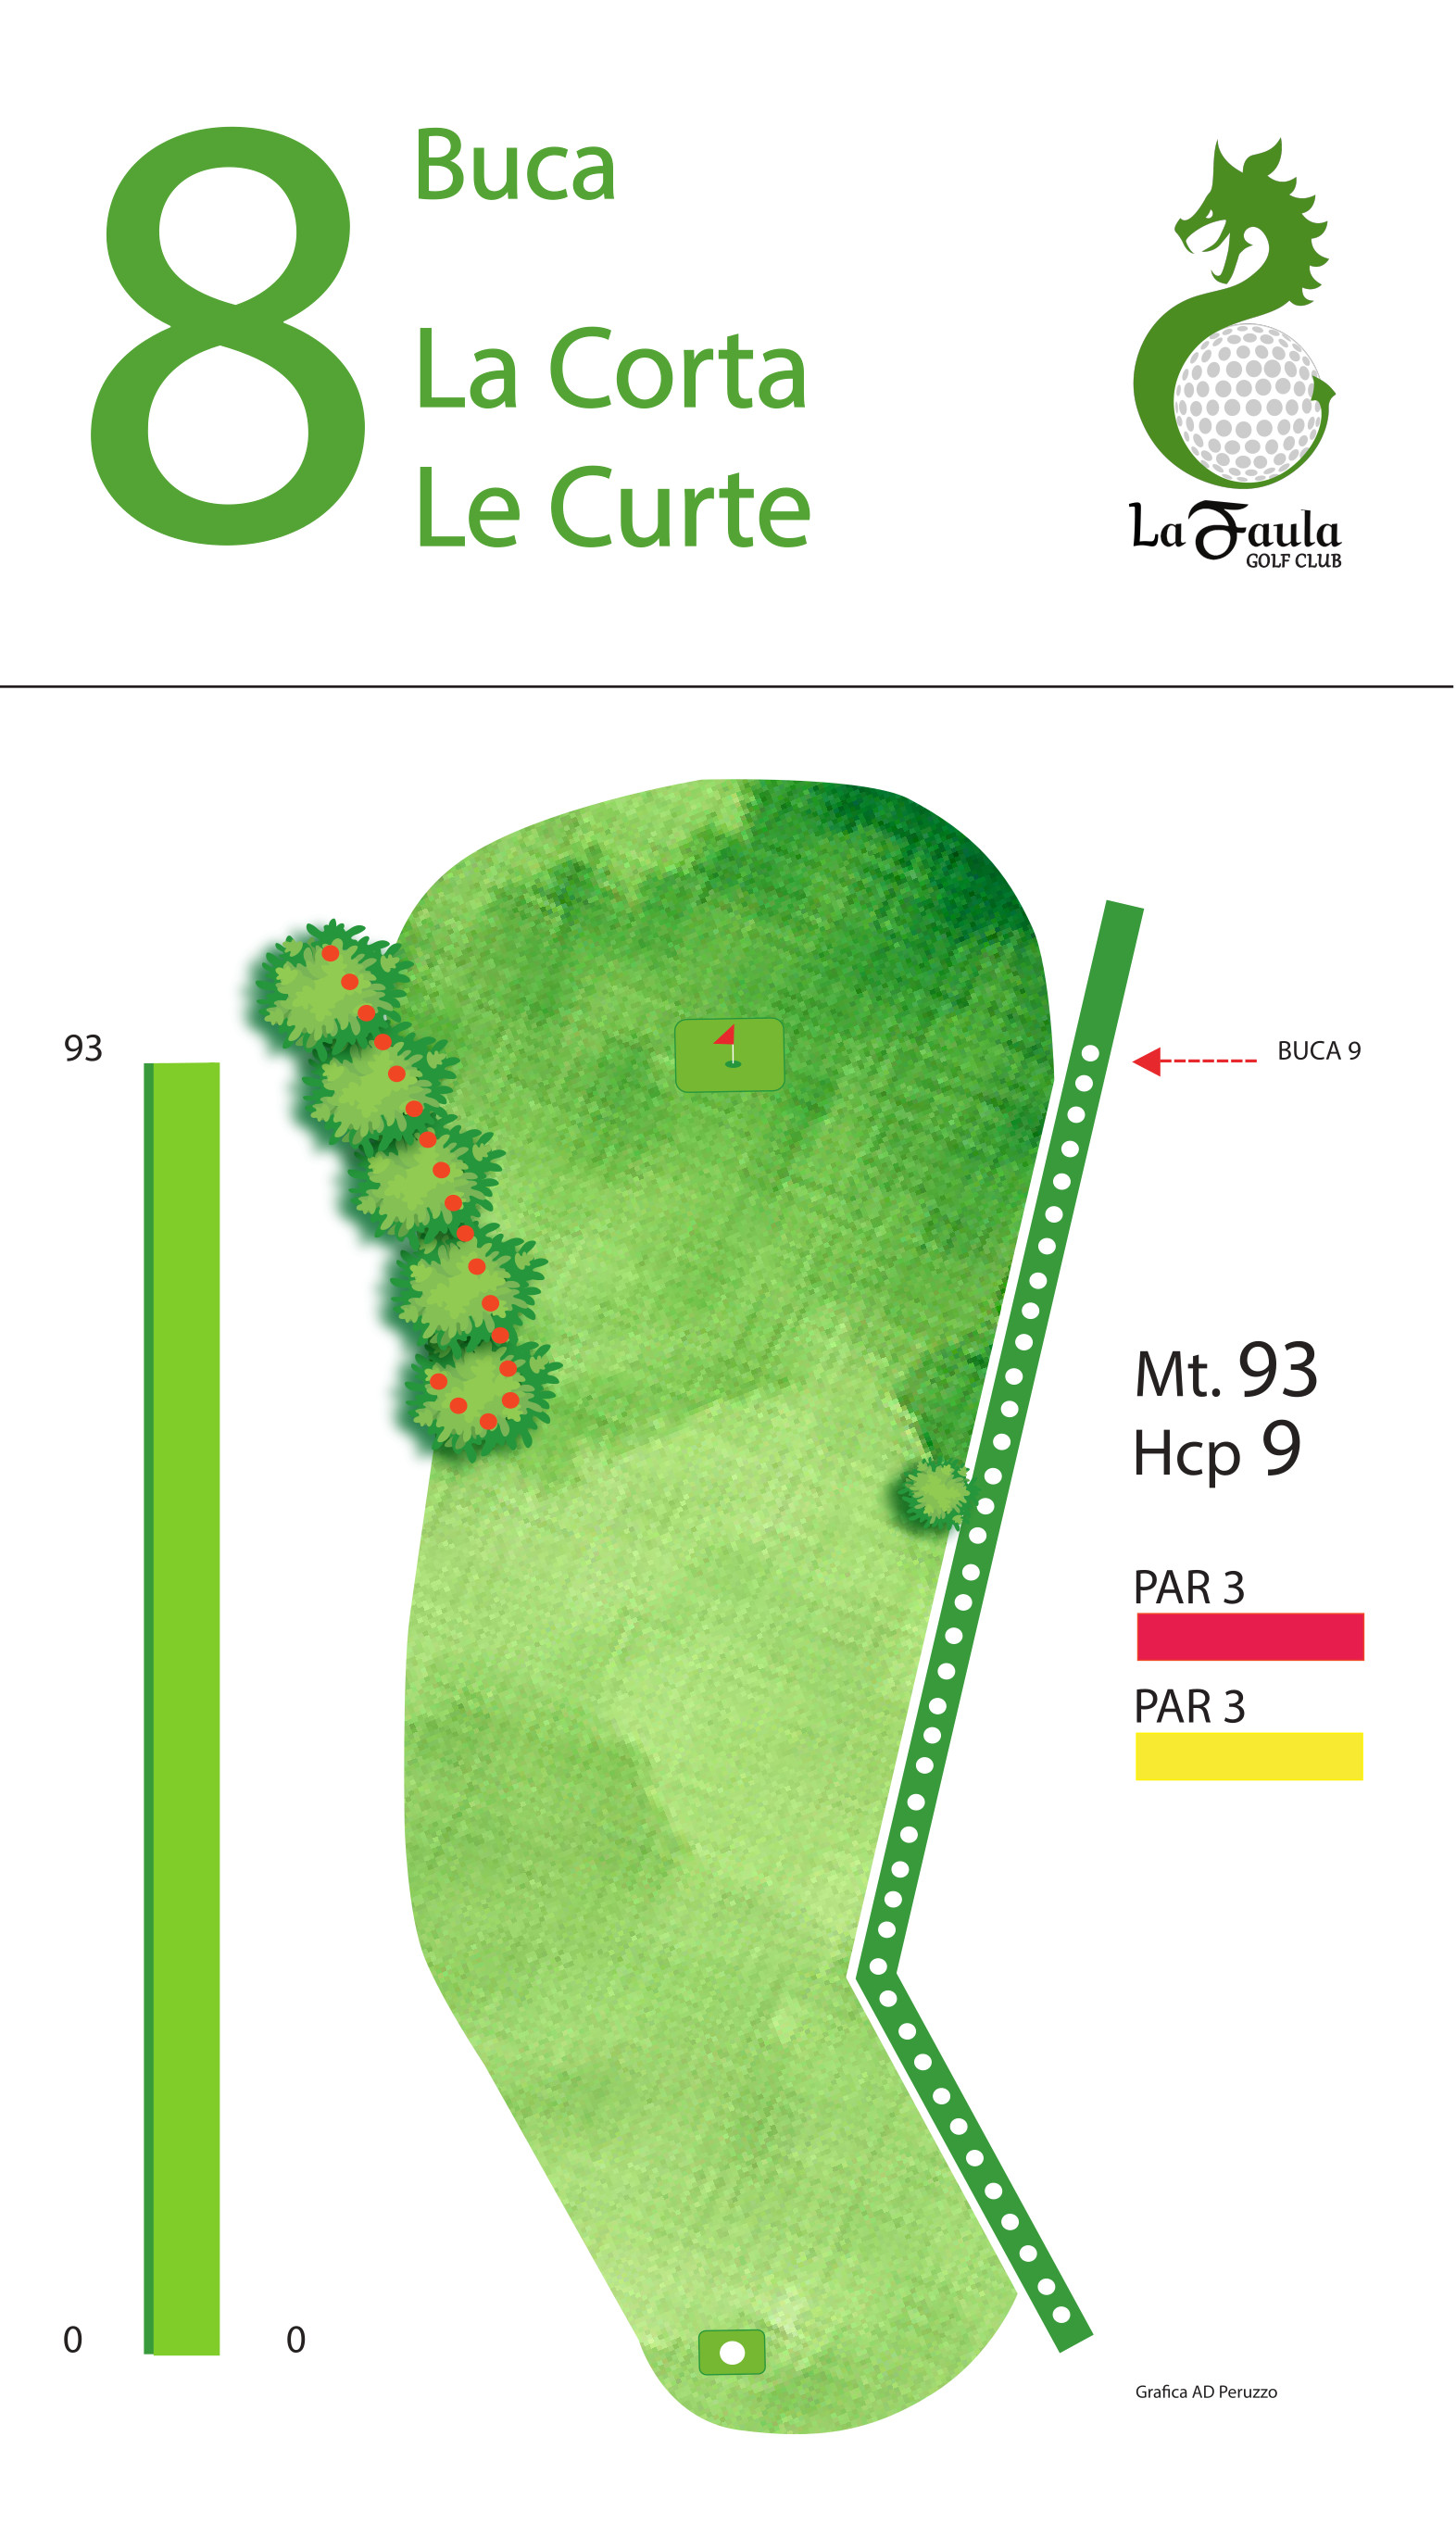 8
Buca
La Corta
Le Curte
La Faula
GOLF CLUB
93
BUCA 9
Mt. 93
Hcp 9
PAR 3
PAR 3
0
0
Grafica AD Peruzzo